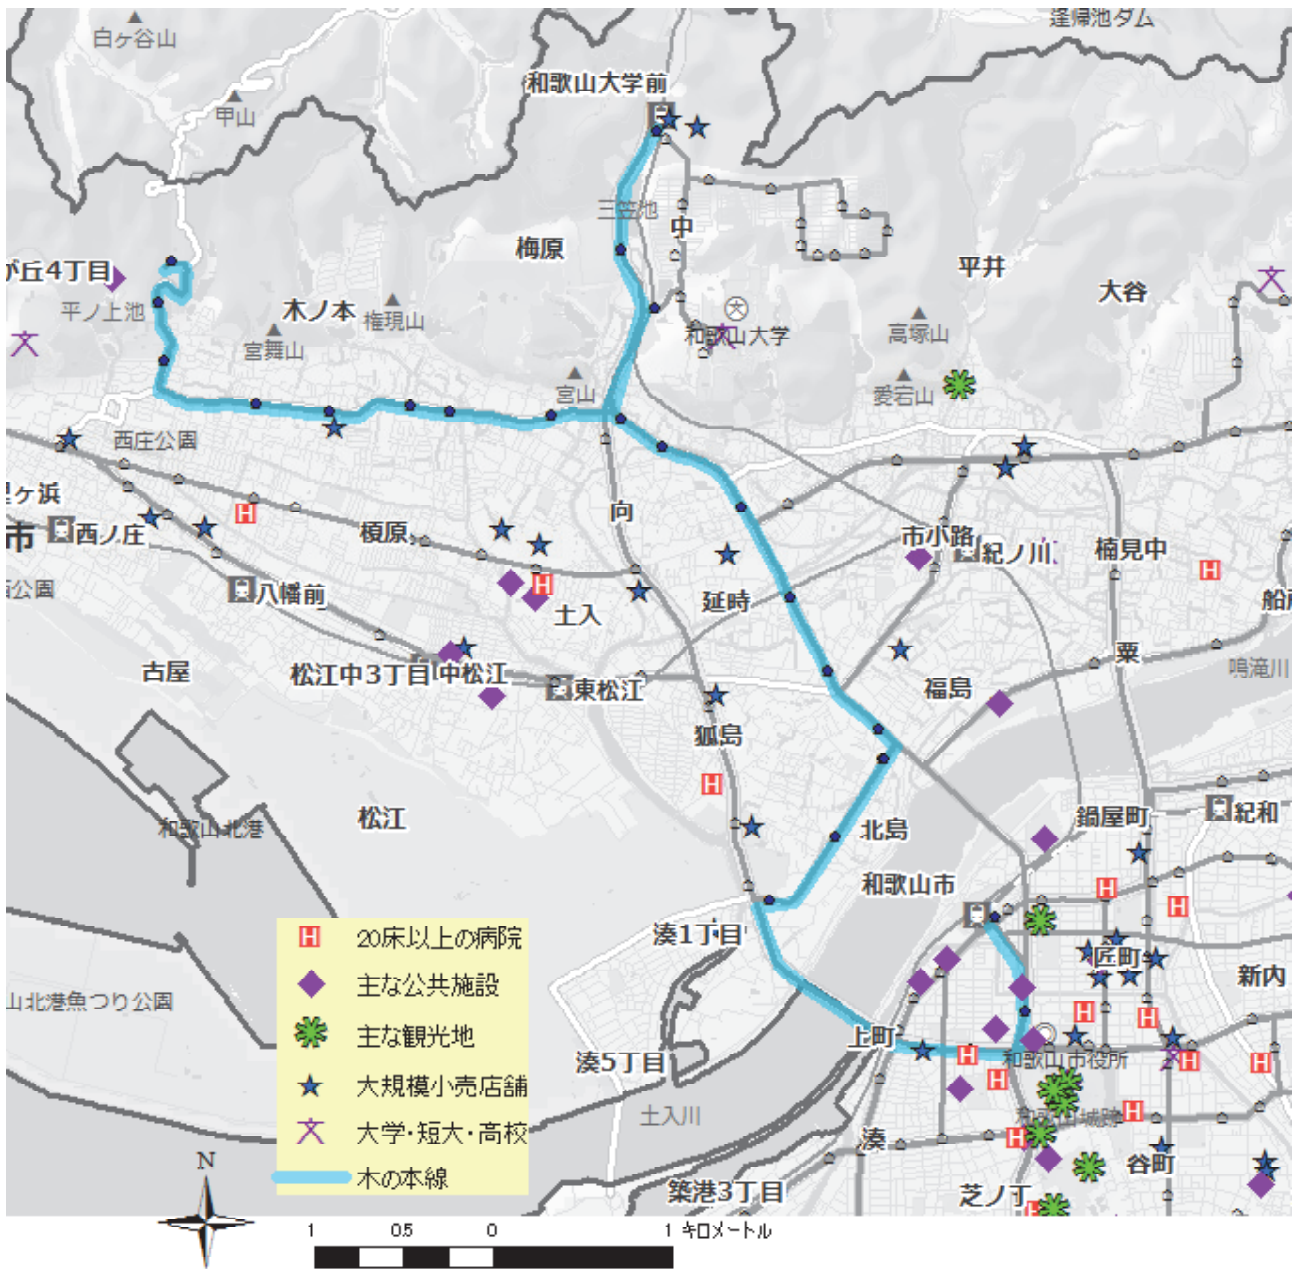 白ケ谷山
逢帰池ダム
和歌山大学前
甲山
三笠池
中
梅原
平井
が丘4丁目
大谷
平ノ上池
木ノ本
権現山
宮舞山
和歌山大学
高塚山
宮山
愛宕山
西庄公園
ヶ浜
市
西ノ庄
榎原
向
市小路
紀ノ川
楠見中
公園
八幡前
土入
延時
船
粟
古屋
松江中3丁目
中松江
東松江
福島
鳴滝川
狐島
松江
和歌山北港
北島
鍋屋町
紀和
和歌山市
湊1丁目
匠町
新内
山北港魚つり公園
上町
湊5丁目
和歌山市役所
土入川
和歌山城跡
湊
谷町
築港3丁目
芝ノ丁
H 20床以上の病院
主な公共施設
主な観光地
大規模小売店舗
大学・短大・高校
木の本線
N
1 0.5 0 1 キロメートル